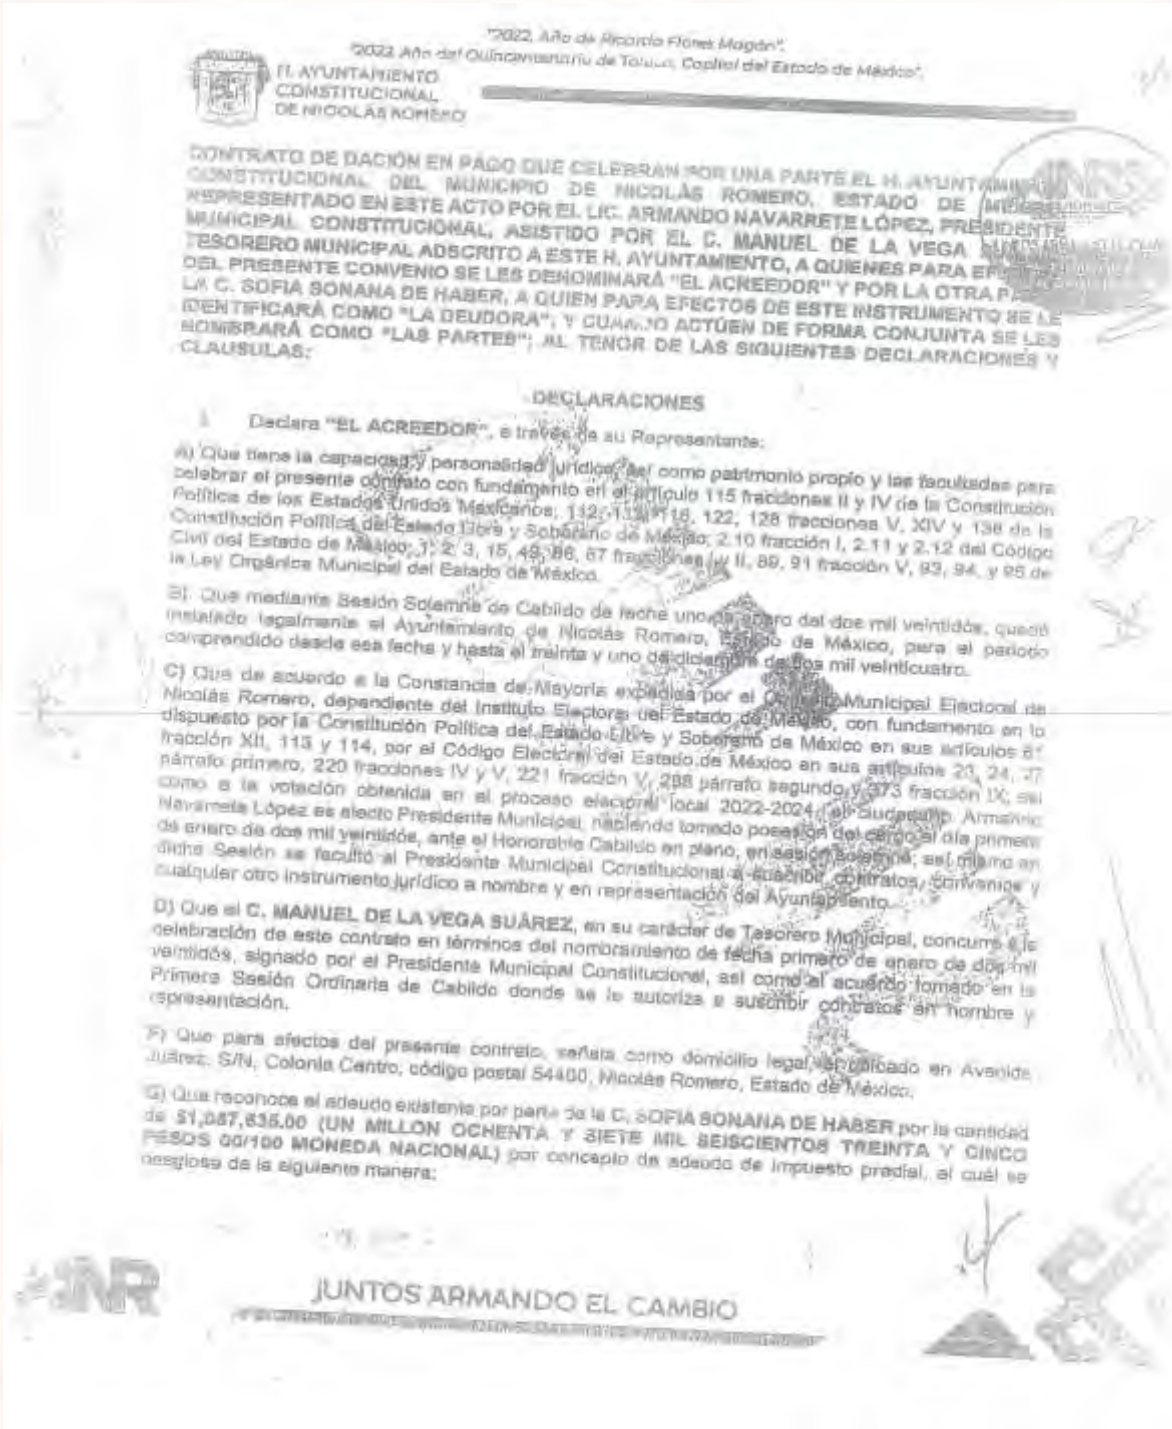 "2022, Año de Ricardo Flores Magón".
"2022, Año del Quincentenario de Toluca, Capital del Estado de México".
H. AYUNTAMIENTO
CONSTITUCIONAL
DE NICOLÁS ROMERO
CONTRATO DE DACIÓN EN PAGO QUE CELEBRAN POR UNA PARTE EL H. AYUNTAMIENTO
CONSTITUCIONAL DEL MUNICIPIO DE NICOLÁS ROMERO, ESTADO DE
REPRESENTADO EN ESTE ACTO POR EL LIC. ARMANDO NAVARRETE LÓPEZ, PRESIDENTE
MUNICIPAL CONSTITUCIONAL, ASISTIDO POR EL C. MANUEL DE LA VEGA
TESORERO MUNICIPAL ADSCRITO A ESTE H. AYUNTAMIENTO, A QUIENES PARA
DEL PRESENTE CONVENIO SE LES DENOMINARÁ "EL ACREEDOR" Y POR LA OTRA
LA C. SOFIA SONANA DE HABER, A QUIEN PARA EFECTOS DE ESTE INSTRUMENTO SE LE
IDENTIFICARÁ COMO "LA DEUDORA", Y CUANDO ACTÚEN DE FORMA CONJUNTA SE LES
NOMBRARÁ COMO "LAS PARTES"; AL TENOR DE LAS SIGUIENTES DECLARACIONES Y
CLAUSULAS:
DECLARACIONES
I. Declara "EL ACREEDOR", a través de su Representante:
A) Que tiene la capacidad y personalidad jurídica, así como patrimonio propio y las facultades para
celebrar el presente contrato con fundamento en el artículo 115 fracciones II y IV de la Constitución
Política de los Estados Unidos Mexicanos; 112, 113, 116, 122, 128 fracciones V, XIV y 138 de la
Constitución Política del Estado Libre y Soberano de México; 2.10 fracción I, 2.11 y 2.12 del Código
Civil del Estado de México; 1, 2, 3, 15, 49, 86, 87 fracciones I y II, 89, 91 fracción V, 93, 94, y 95 de
la Ley Orgánica Municipal del Estado de México.
B). Que mediante Sesión Solemne de Cabildo de fecha uno de enero del dos mil veintidós, quedó
instalado legalmente el Ayuntamiento de Nicolás Romero, Estado de México, para el periodo
comprendido desde esa fecha y hasta el treinta y uno de diciembre de dos mil veinticuatro.
C) Que de acuerdo a la Constancia de Mayoría expedida por el Municipal Electoral de
Nicolás Romero, dependiente del Instituto Electoral del Estado de México, con fundamento en lo
dispuesto por la Constitución Política del Estado Libre y Soberano de México en sus artículos 61
fracción XII, 113 y 114, por el Código Electoral del Estado de México en sus artículos 23, 24, 27
párrafo primero, 220 fracciones IV y V, 221 fracción V, 298 párrafo segundo y 373 fracción IX; así
como a la votación obtenida en el proceso electoral local 2022-2024, el ciudadano Armando
Navarrete López es electo Presidente Municipal, habiendo tomado posesión del cargo el día primero
de enero de dos mil veintidós, ante el Honorable Cabildo en pleno, en sesión solemne; así mismo en
dicha Sesión se facultó al Presidente Municipal Constitucional a suscribir contratos, convenios y
cualquier otro instrumento jurídico a nombre y en representación del Ayuntamiento.
D) Que el C. MANUEL DE LA VEGA SUÁREZ, en su carácter de Tesorero Municipal, concurre a la
celebración de este contrato en términos del nombramiento de fecha primero de enero de dos mil
veintidós, signado por el Presidente Municipal Constitucional, así como al acuerdo tomado en la
Primera Sesión Ordinaria de Cabildo donde se le autoriza a suscribir contratos en nombre y
representación.
F) Que para efectos del presente contrato, señala como domicilio legal, el ubicado en Avenida
Juárez, S/N, Colonia Centro, código postal 54400, Nicolás Romero, Estado de México.
G) Que reconoce el adeudo existente por parte de la C. SOFIA SONANA DE HABER por la cantidad
de $1,087,635.00 (UN MILLON OCHENTA Y SIETE MIL SEISCIENTOS TREINTA Y CINCO
PESOS 00/100 MONEDA NACIONAL) por concepto de adeudo de impuesto predial, el cuál se
desglosa de la siguiente manera:
JUNTOS ARMANDO EL CAMBIO